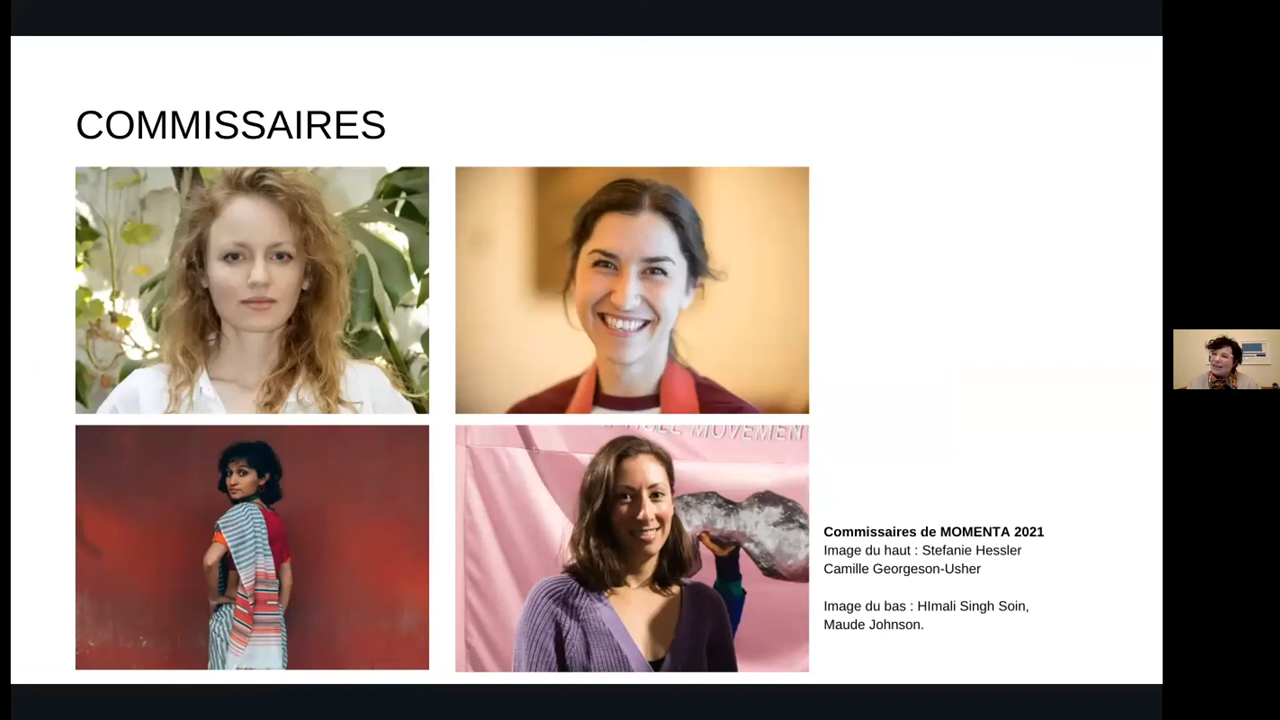 COMMISSAIRES
MOVEMEN
Commissaires de MOMENTA 2021
Image du haut : Stefanie Hessler
Camille Georgeson-Usher
Image du bas : HImali Singh Soin,
Maude Johnson.